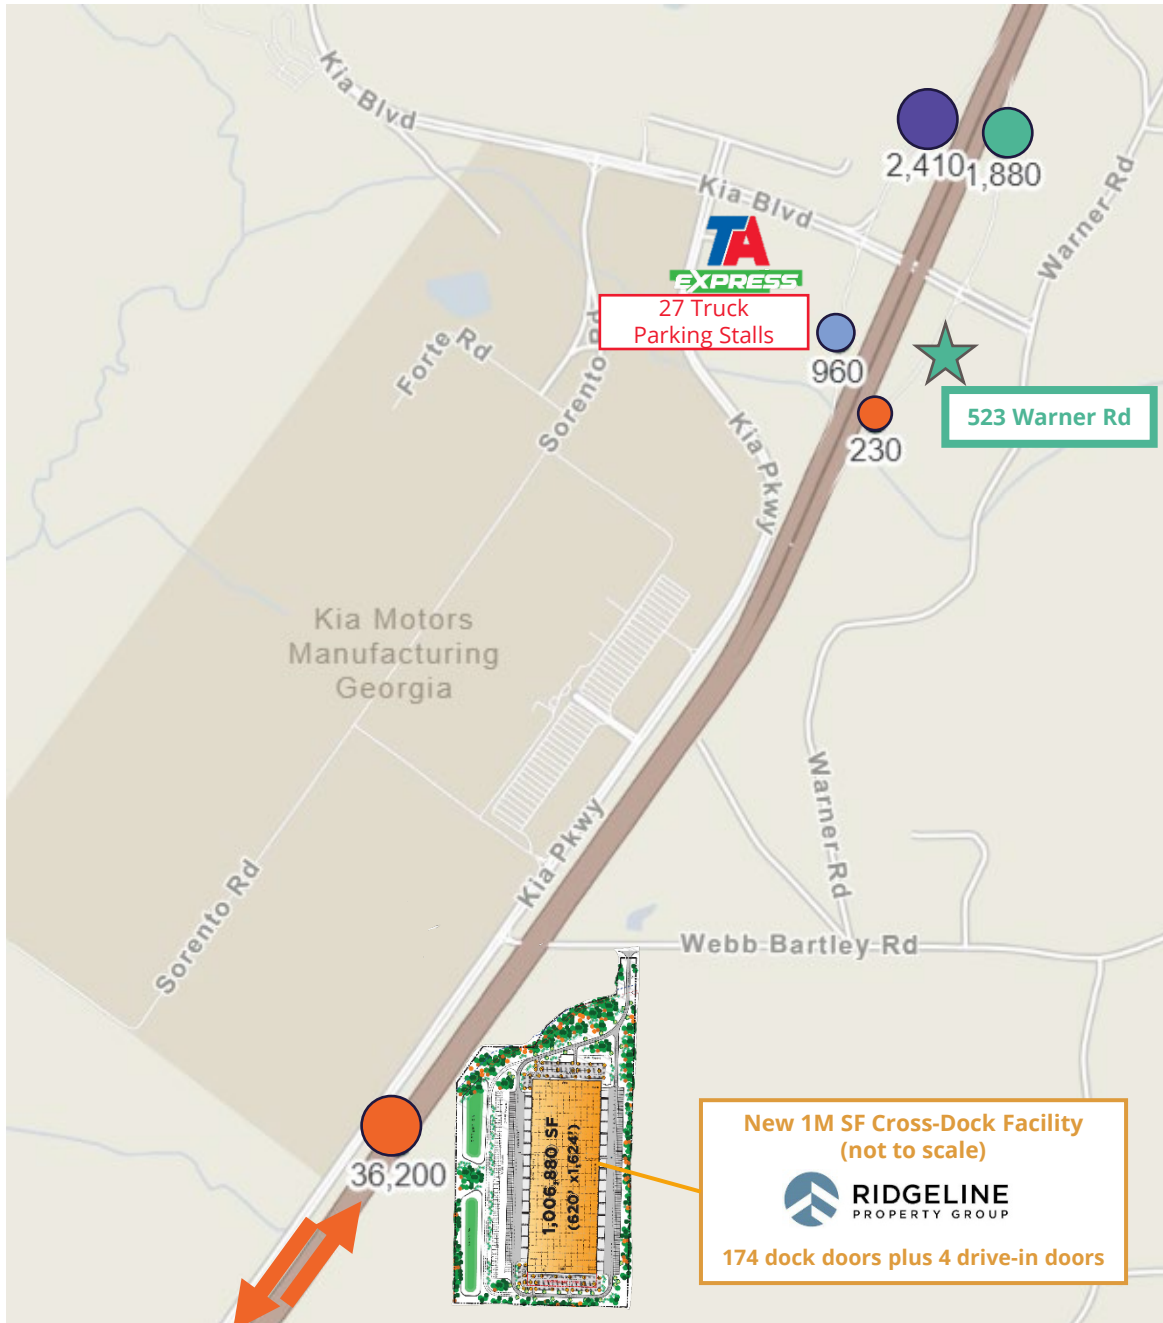 Kia Blvd
2,410
1,880
Warner Rd
Kia Blvd
TA
EXPRESS
27 Truck
Parking Stalls
960
Forte Rd
Sorento R
523 Warner Rd
230
Kia Pkwy
Kia Motors
Manufacturing
Georgia
Warner Rd
Kia Pkwy
Sorento Rd
Webb Bartley Rd
36,200
1,006,880 SF
(620' x1,624')
New 1M SF Cross-Dock Facility
(not to scale)
RIDGELINE
PROPERTY GROUP
174 dock doors plus 4 drive-in doors